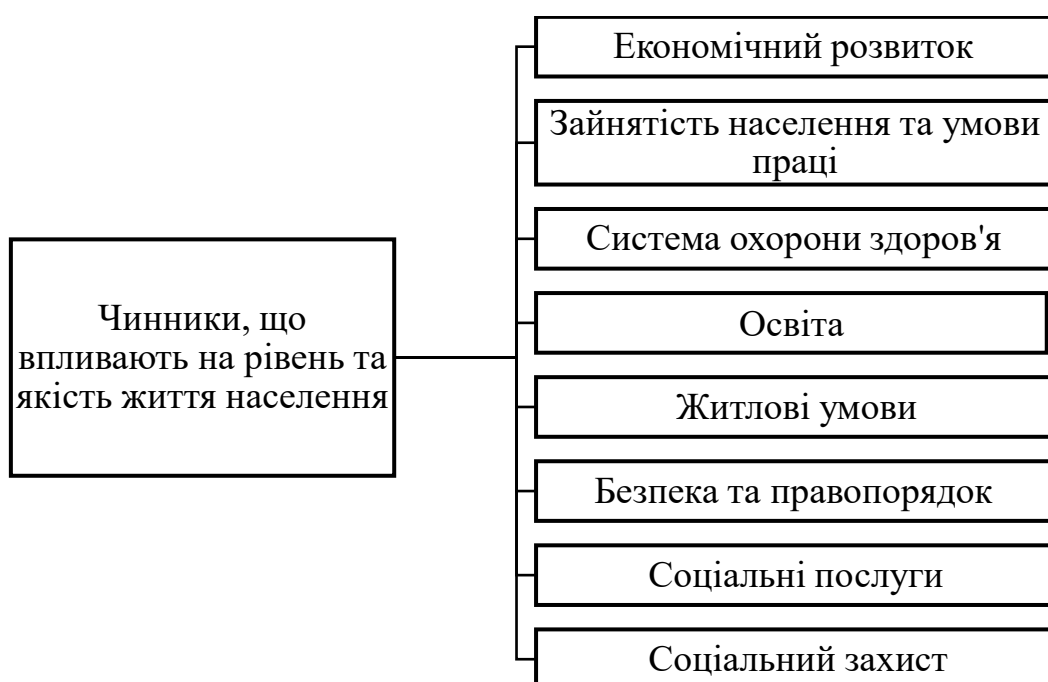 Економічний розвиток
Зайнятість населення та умови
праці
Система охорони здоров'я
Чинники, що
впливають на рівень та
якість життя населення
Освіта
Житлові умови
Безпека та правопорядок
Соціальні послуги
Соціальний захист